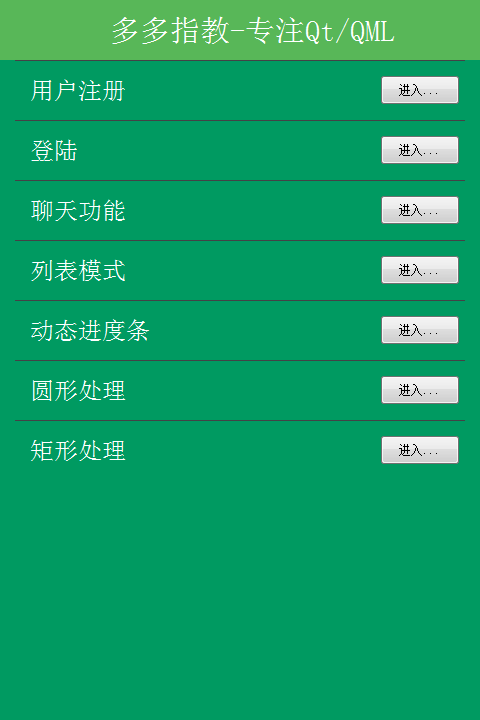 多多指教-专注Qt/QML
用户注册 进入...
登陆 进入...
聊天功能 进入...
列表模式 进入...
动态进度条 进入...
圆形处理 进入...
矩形处理 进入...